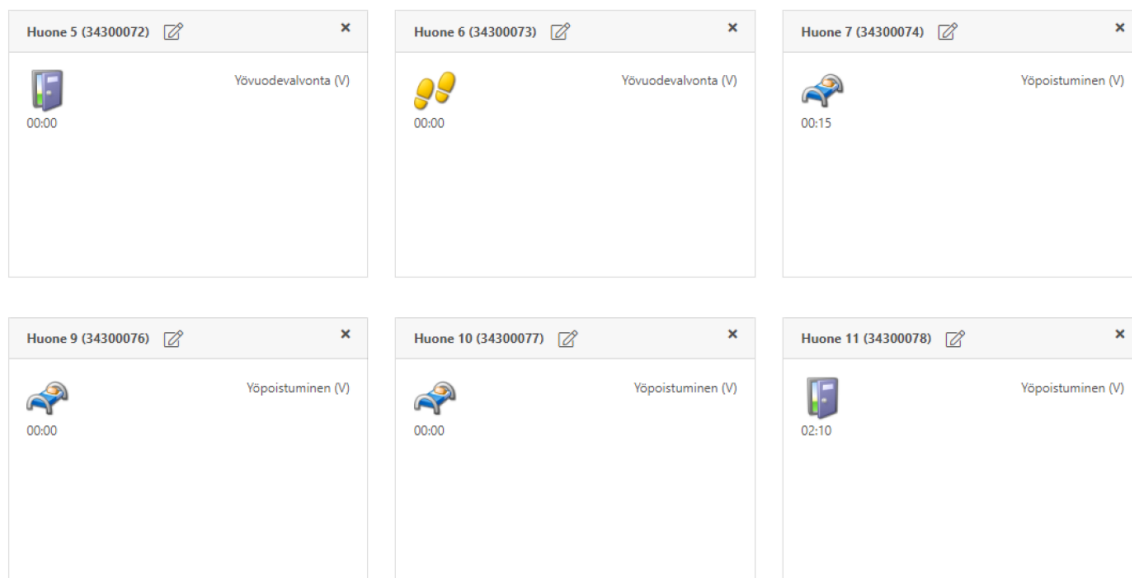 Huone 5 (34300072)
Yövuodevalvonta (V)
00:00
Huone 6 (34300073)
Yövuodevalvonta (V)
00:00
Huone 7 (34300074)
Yöpoistuminen (V)
00:15
Huone 9 (34300076)
Yöpoistuminen (V)
00:00
Huone 10 (34300077)
Yöpoistuminen (V)
00:00
Huone 11 (34300078)
Yöpoistuminen (V)
02:10